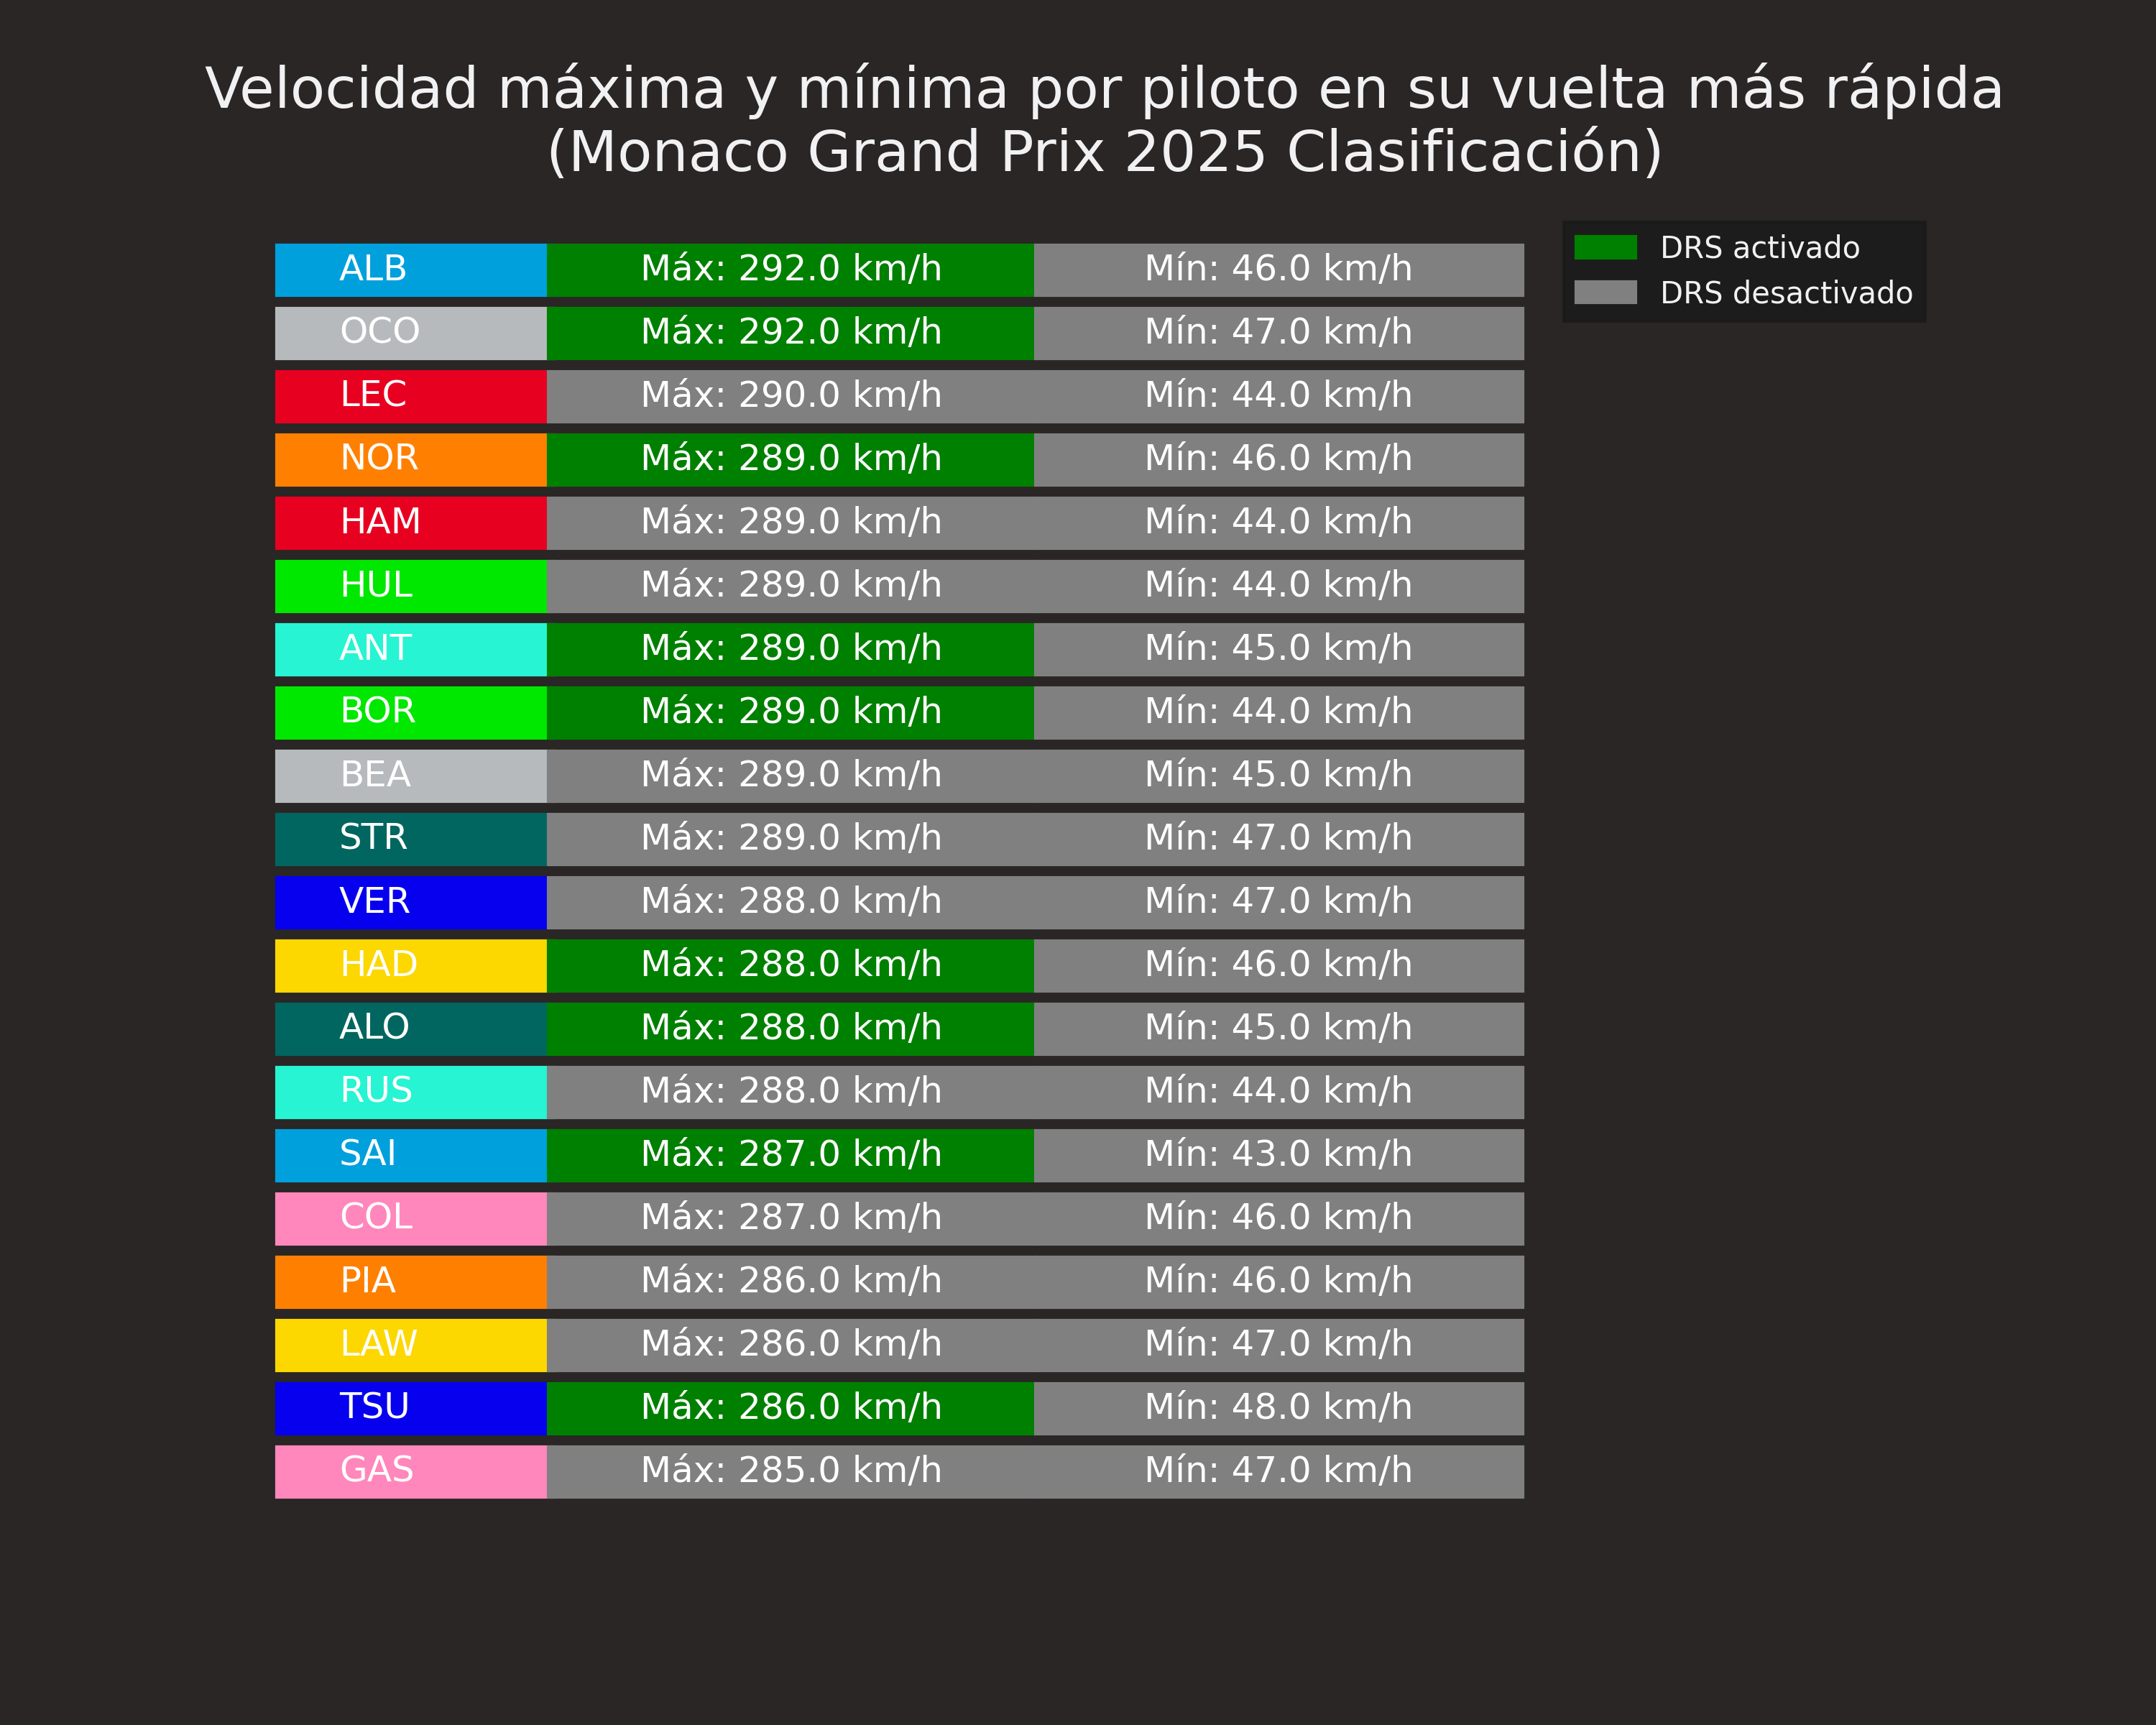 Velocidad máxima y mínima por piloto en su vuelta más rápida
(Monaco Grand Prix 2025 Clasificación)
DRS activado
DRS desactivado
ALB Máx: 292.0 km/h Mín: 46.0 km/h
OCO Máx: 292.0 km/h Mín: 47.0 km/h
LEC Máx: 290.0 km/h Mín: 44.0 km/h
NOR Máx: 289.0 km/h Mín: 46.0 km/h
HAM Máx: 289.0 km/h Mín: 44.0 km/h
HUL Máx: 289.0 km/h Mín: 44.0 km/h
ANT Máx: 289.0 km/h Mín: 45.0 km/h
BOR Máx: 289.0 km/h Mín: 44.0 km/h
BEA Máx: 289.0 km/h Mín: 45.0 km/h
STR Máx: 289.0 km/h Mín: 47.0 km/h
VER Máx: 288.0 km/h Mín: 47.0 km/h
HAD Máx: 288.0 km/h Mín: 46.0 km/h
ALO Máx: 288.0 km/h Mín: 45.0 km/h
RUS Máx: 288.0 km/h Mín: 44.0 km/h
SAI Máx: 287.0 km/h Mín: 43.0 km/h
COL Máx: 287.0 km/h Mín: 46.0 km/h
PIA Máx: 286.0 km/h Mín: 46.0 km/h
LAW Máx: 286.0 km/h Mín: 47.0 km/h
TSU Máx: 286.0 km/h Mín: 48.0 km/h
GAS Máx: 285.0 km/h Mín: 47.0 km/h